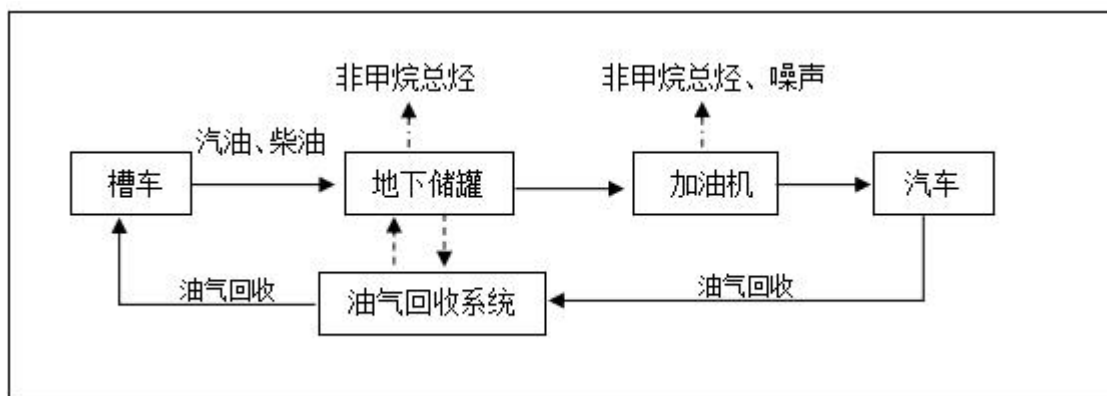 非甲烷总烃
非甲烷总烃、噪声
汽油、柴油
槽车
地下储罐
加油机
汽车
油气回收
油气回收系统
油气回收